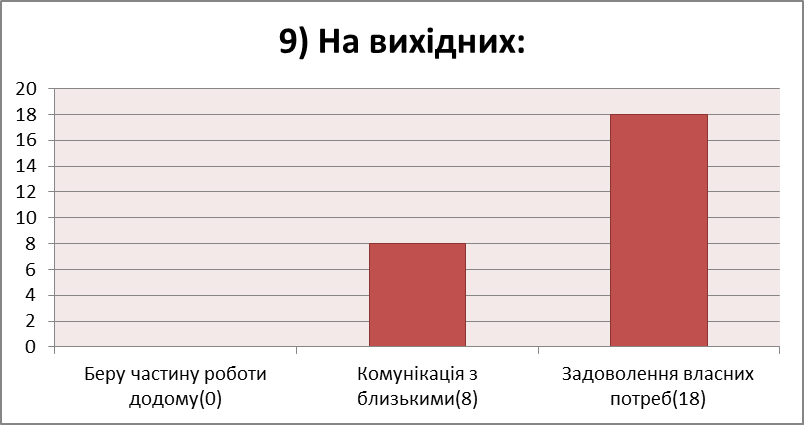 9) На вихідних:
20
18
16
14
12
10
8
6
4
2
0
Беру частину роботи
додому(0)
Комунікація з
близькими(8)
Задоволення власних
потреб(18)